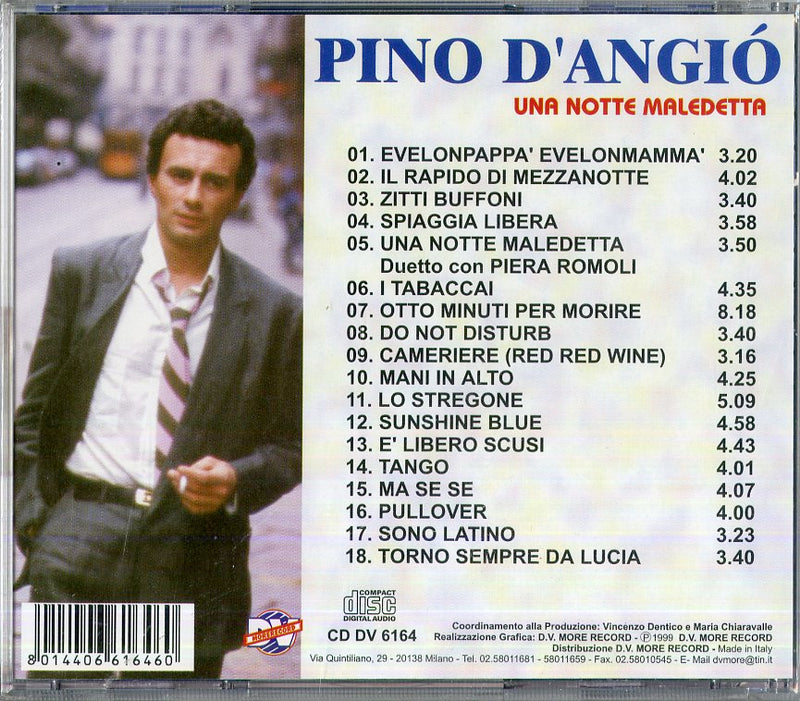 PINO D'ANGIÓ
UNA NOTTE MALEDETTA
01. EVELONPAPPA' EVELONMAMMA' 3.20
02. IL RAPIDO DI MEZZANOTTE 4.02
03. ZITTI BUFFONI 3.40
04. SPIAGGIA LIBERA 3.58
05. UNA NOTTE MALEDETTA 3.50
Duetto con PIERA ROMOLI
06. I TABACCAI 4.35
07. OTTO MINUTI PER MORIRE 8.18
08. DO NOT DISTURB 3.40
09. CAMERIERE (RED RED WINE) 3.16
10. MANI IN ALTO 4.25
11. LO STREGONE 5.09
12. SUNSHINE BLUE 4.58
13. E' LIBERO SCUSI 4.43
14. TANGO 4.01
15. MA SE SE 4.07
16. PULLOVER 4.00
17. SONO LATINO 3.23
18. TORNO SEMPRE DA LUCIA 3.40
COMPACT
disc
DIGITAL AUDIO
CD DV 6164
DV
MORE RECORD
8 014406 616460
Coordinamento alla Produzione: Vincenzo Dentico e Maria Chiaravalle
Realizzazione Grafica: D.V. MORE RECORD - ℗ 1999 D.V. MORE RECORD
Distribuzione D.V. MORE RECORD - Made in Italy
Via Quintiliano, 29 - 20138 Milano - Tel. 02.58011681 - 58011659 - Fax. 02.58010545 - E- Mail dvmore@tin.it